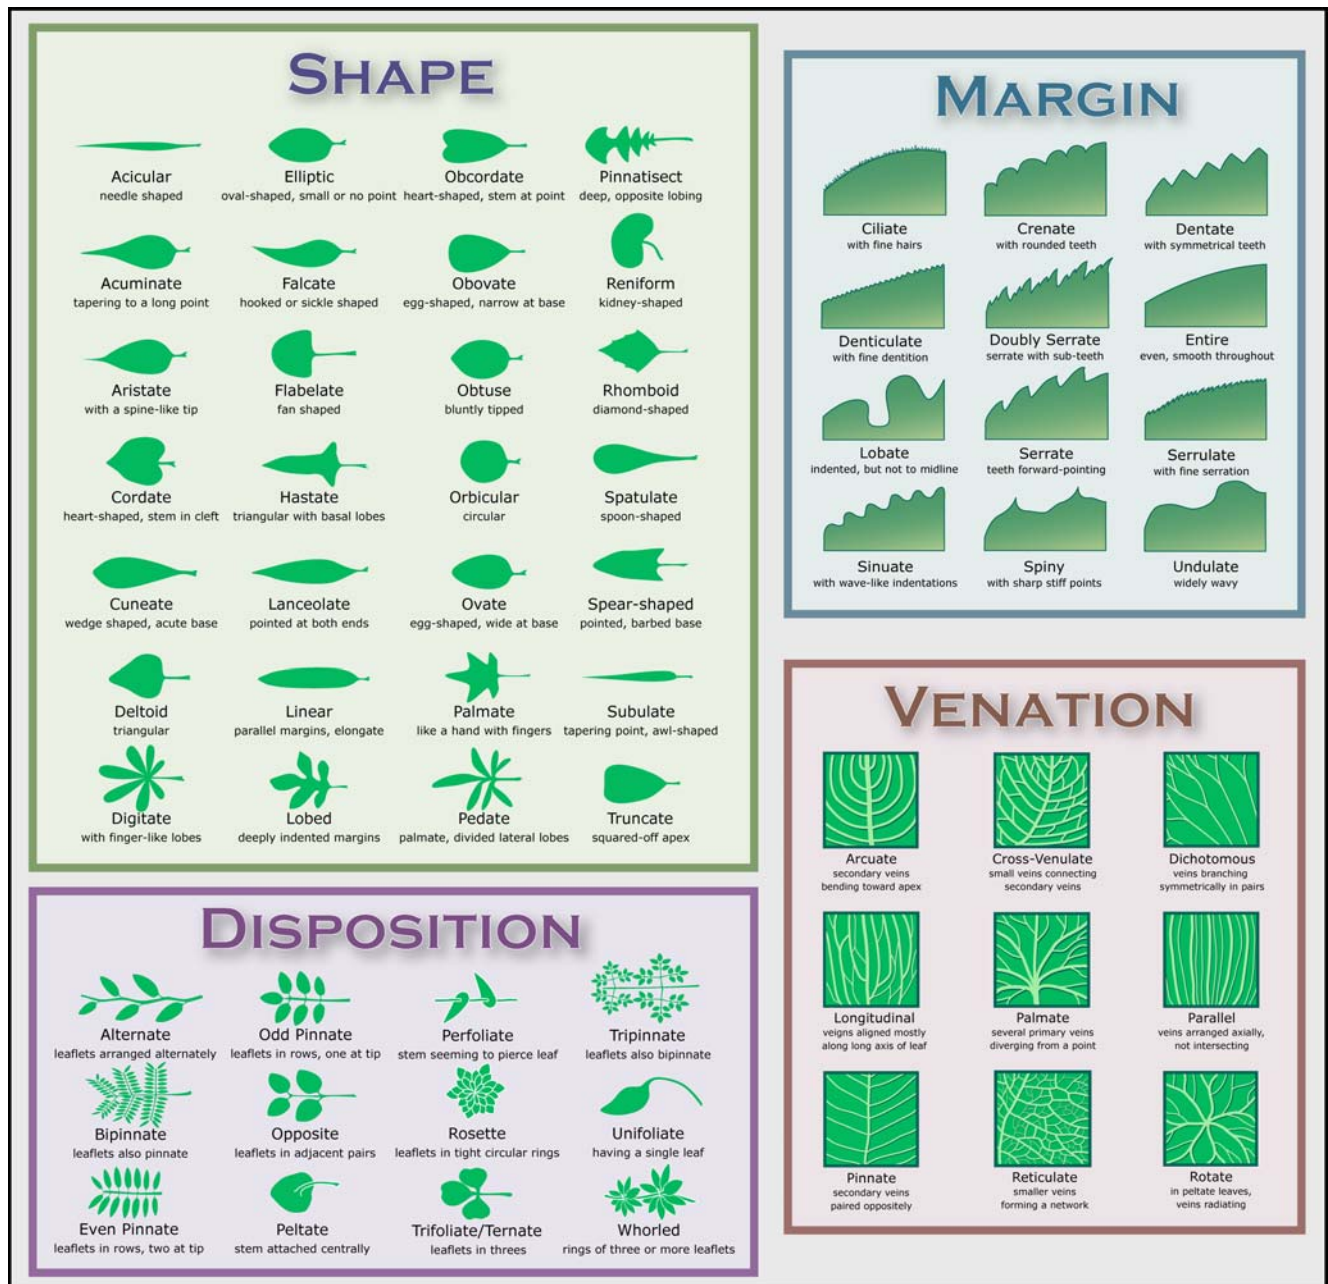 SHAPE
Acicular
needle shaped
Elliptic
oval-shaped, small or no point
Obcordate
heart-shaped, stem at point
Pinnatisect
deep, opposite lobing
Acuminate
tapering to a long point
Falcate
hooked or sickle shaped
Obovate
egg-shaped, narrow at base
Reniform
kidney-shaped
Aristate
with a spine-like tip
Flabelate
fan shaped
Obtuse
bluntly tipped
Rhomboid
diamond-shaped
Cordate
heart-shaped, stem in cleft
Hastate
triangular with basal lobes
Orbicular
circular
Spatulate
spoon-shaped
Cuneate
wedge shaped, acute base
Lanceolate
pointed at both ends
Ovate
egg-shaped, wide at base
Spear-shaped
pointed, barbed base
Deltoid
triangular
Linear
parallel margins, elongate
Palmate
like a hand with fingers
Subulate
tapering point, awl-shaped
Digitate
with finger-like lobes
Lobed
deeply indented margins
Pedate
palmate, divided lateral lobes
Truncate
squared-off apex
MARGIN
Ciliate
with fine hairs
Crenate
with rounded teeth
Dentate
with symmetrical teeth
Denticulate
with fine dentition
Doubly Serrate
serrate with sub-teeth
Entire
even, smooth throughout
Lobate
indented, but not to midline
Serrate
teeth forward-pointing
Serrulate
with fine serration
Sinuate
with wave-like indentations
Spiny
with sharp stiff points
Undulate
widely wavy
DISPOSITION
Alternate
leaflets arranged alternately
Odd Pinnate
leaflets in rows, one at tip
Perfoliate
stem seeming to pierce leaf
Tripinnate
leaflets also bipinnate
Bipinnate
leaflets also pinnate
Opposite
leaflets in adjacent pairs
Rosette
leaflets in tight circular rings
Unifoliate
having a single leaf
Even Pinnate
leaflets in rows, two at tip
Peltate
stem attached centrally
Trifoliate/Ternate
leaflets in threes
Whorled
rings of three or more leaflets
VENATION
Arcuate
secondary veins
bending toward apex
Cross-Venulate
small veins connecting
secondary veins
Dichotomous
veins branching
symmetrically in pairs
Longitudinal
veigns aligned mostly
along long axis of leaf
Palmate
several primary veins
diverging from a point
Parallel
veins arranged axially,
not intersecting
Pinnate
secondary veins
paired oppositely
Reticulate
smaller veins
forming a network
Rotate
in peltate leaves,
veins radiating